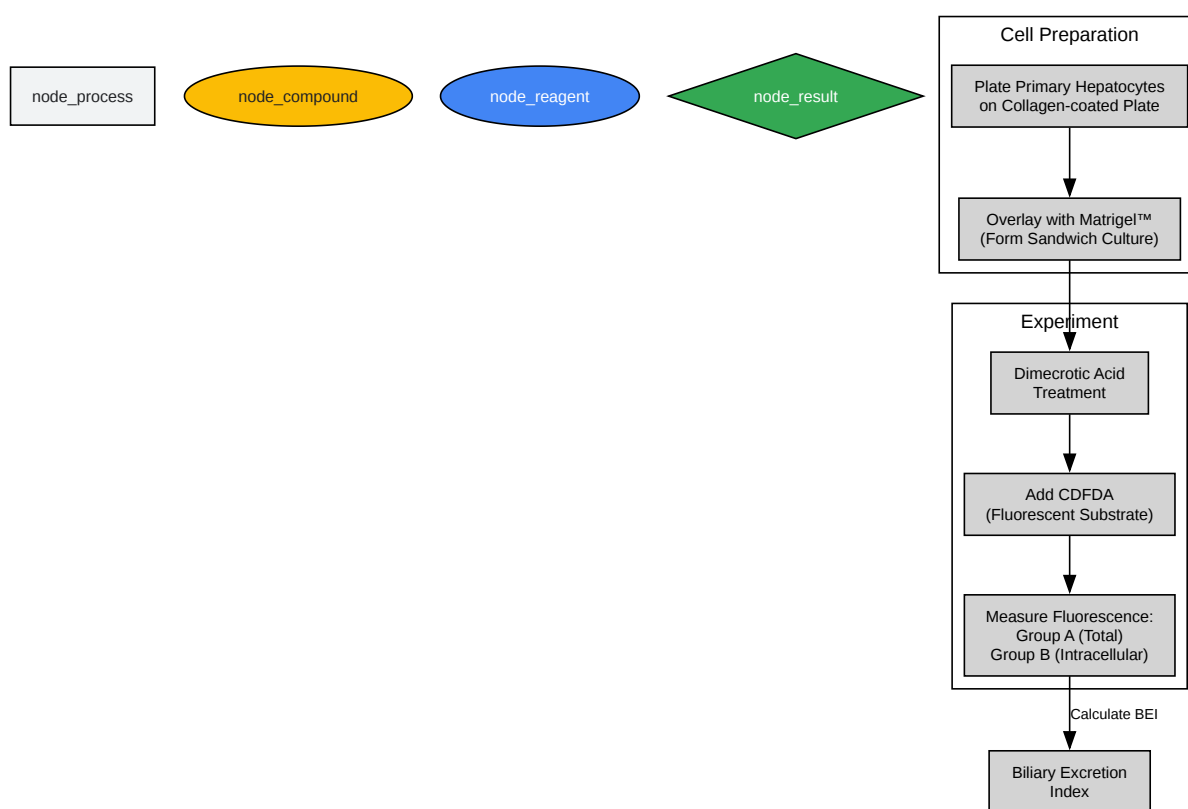 node_process
node_compound
node_reagent
node_result
Cell Preparation
Plate Primary Hepatocytes
on Collagen-coated Plate
Overlay with Matrigel™
(Form Sandwich Culture)
Experiment
Dimecrotic Acid
Treatment
Add CDFDA
(Fluorescent Substrate)
Measure Fluorescence:
Group A (Total)
Group B (Intracellular)
Calculate BEI
Biliary Excretion
Index